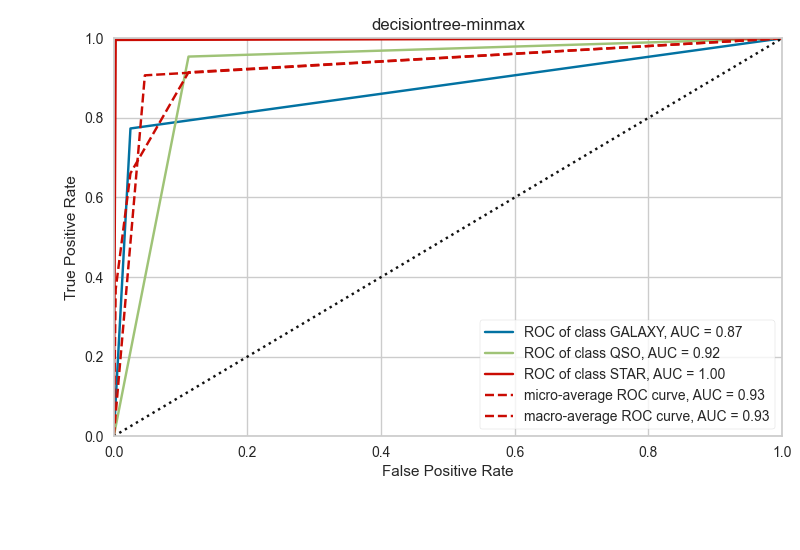 decisiontree-minmax
1.0
0.8
0.6
0.4
0.2
0.0
True Positive Rate
ROC of class GALAXY, AUC = 0.87
ROC of class QSO, AUC = 0.92
ROC of class STAR, AUC = 1.00
micro-average ROC curve, AUC = 0.93
macro-average ROC curve, AUC = 0.93
0.0 0.2 0.4 0.6 0.8 1.0
False Positive Rate